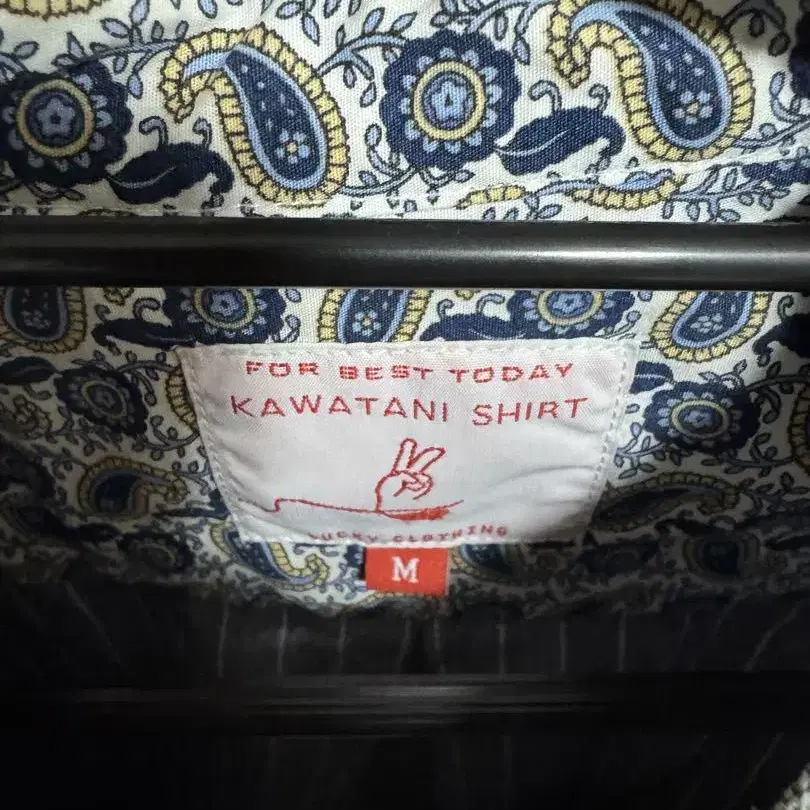 FOR BEST TODAY
KAWATANI SHIRT
LUCKY CLOTHING
M